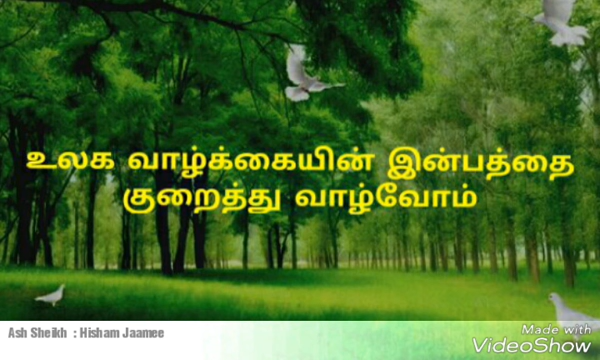 உலக வாழ்க்கையின் இன்பத்தை
குறைத்து வாழ்வோம்
Ash Sheikh : Hisham Jaamee
Made with
VideoShow